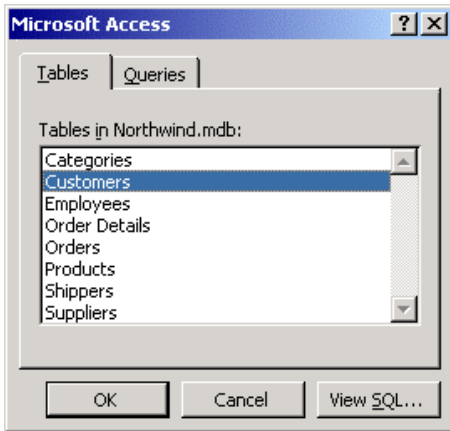 Microsoft Access
Tables Queries
Tables in Northwind.mdb:
Categories
Customers
Employees
Order Details
Orders
Products
Shippers
Suppliers
OK Cancel View SQL...